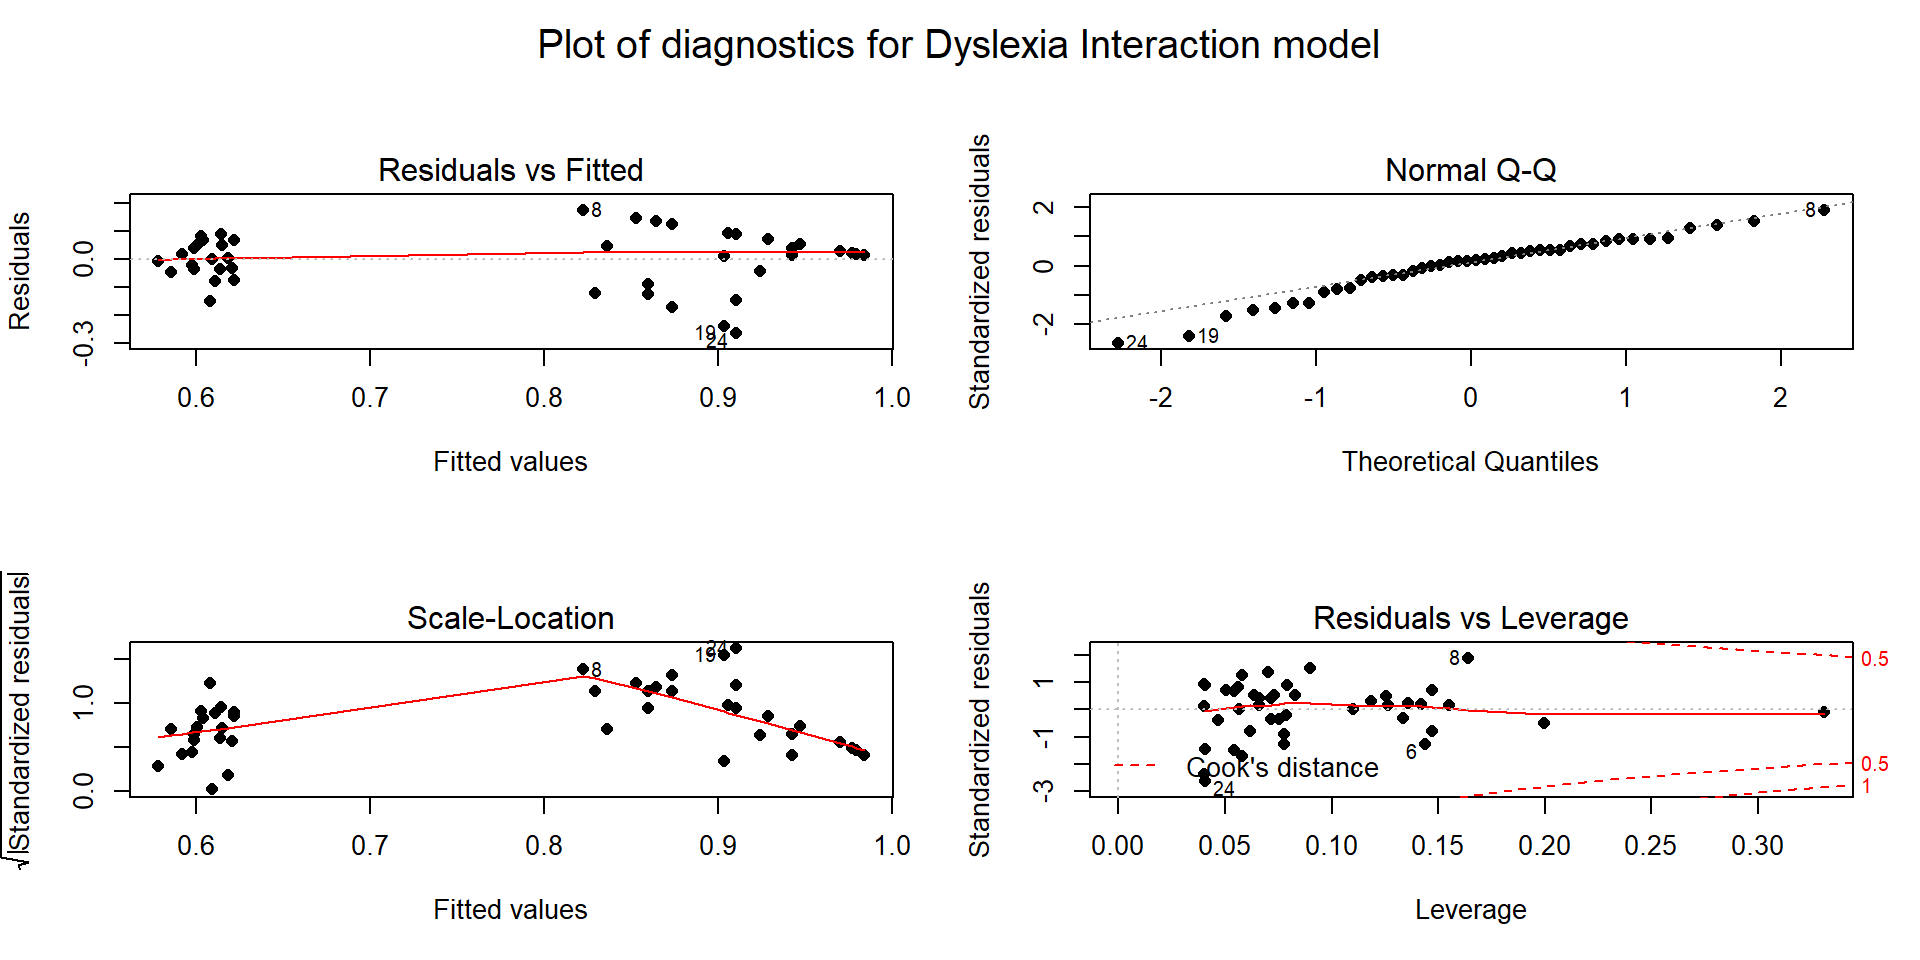 Plot of diagnostics for Dyslexia Interaction model
Residuals vs Fitted
Residuals
0.0
-0.3
8
19
24
0.6 0.7 0.8 0.9 1.0
Fitted values
Normal Q-Q
Standardized residuals
2
0
-2
8
24
19
-2 -1 0 1 2
Theoretical Quantiles
Scale-Location
√|Standardized residuals|
1.0
0.0
8
24
19
0.6 0.7 0.8 0.9 1.0
Fitted values
Residuals vs Leverage
Standardized residuals
1
-1
-3
8
6
24
Cook's distance
0.5
0.5
1
0.00 0.05 0.10 0.15 0.20 0.25 0.30
Leverage